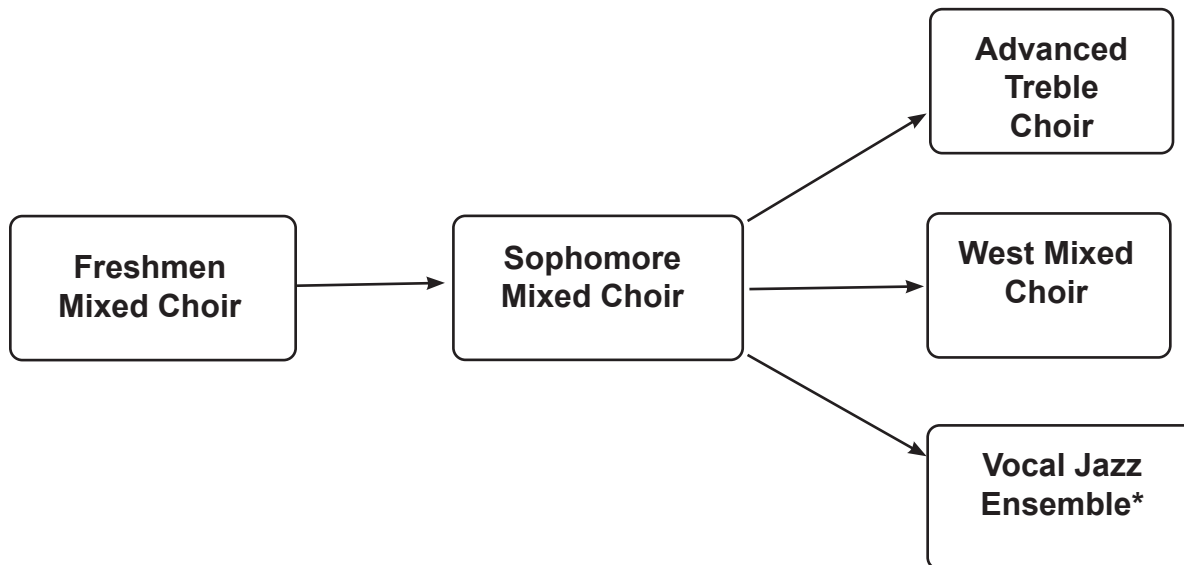 Freshmen
Mixed Choir
Sophomore
Mixed Choir
Advanced
Treble
Choir
West Mixed
Choir
Vocal Jazz
Ensemble*